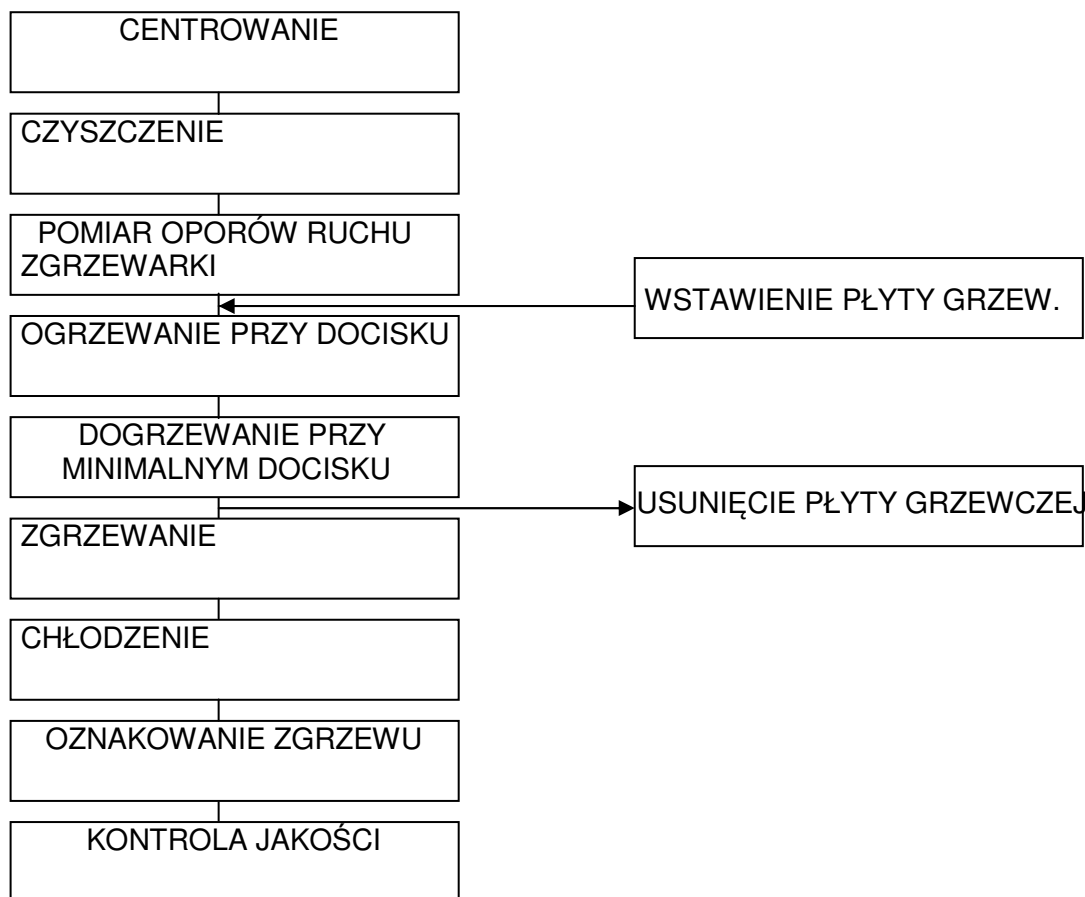 CENTROWANIE
CZYSZCZENIE
POMIAR OPORÓW RUCHU
ZGRZEWARKI
WSTAWIENIE PŁYTY GRZEW.
OGRZEWANIE PRZY DOCISKU
DOGRZEWANIE PRZY
MINIMALNYM DOCISKU
USUNIĘCIE PŁYTY GRZEWCZEJ
ZGRZEWANIE
CHŁODZENIE
OZNAKOWANIE ZGRZEWU
KONTROLA JAKOŚCI